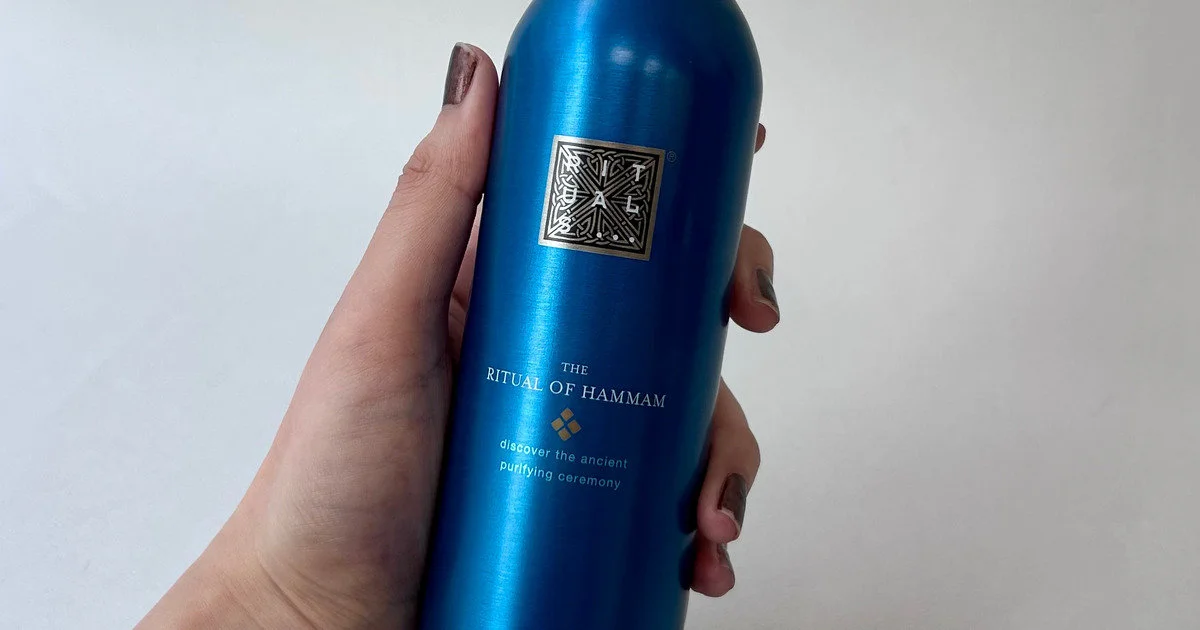 RIT
UAL
S...
®
THE
RITUAL OF HAMMAM
discover the ancient
purifying ceremony